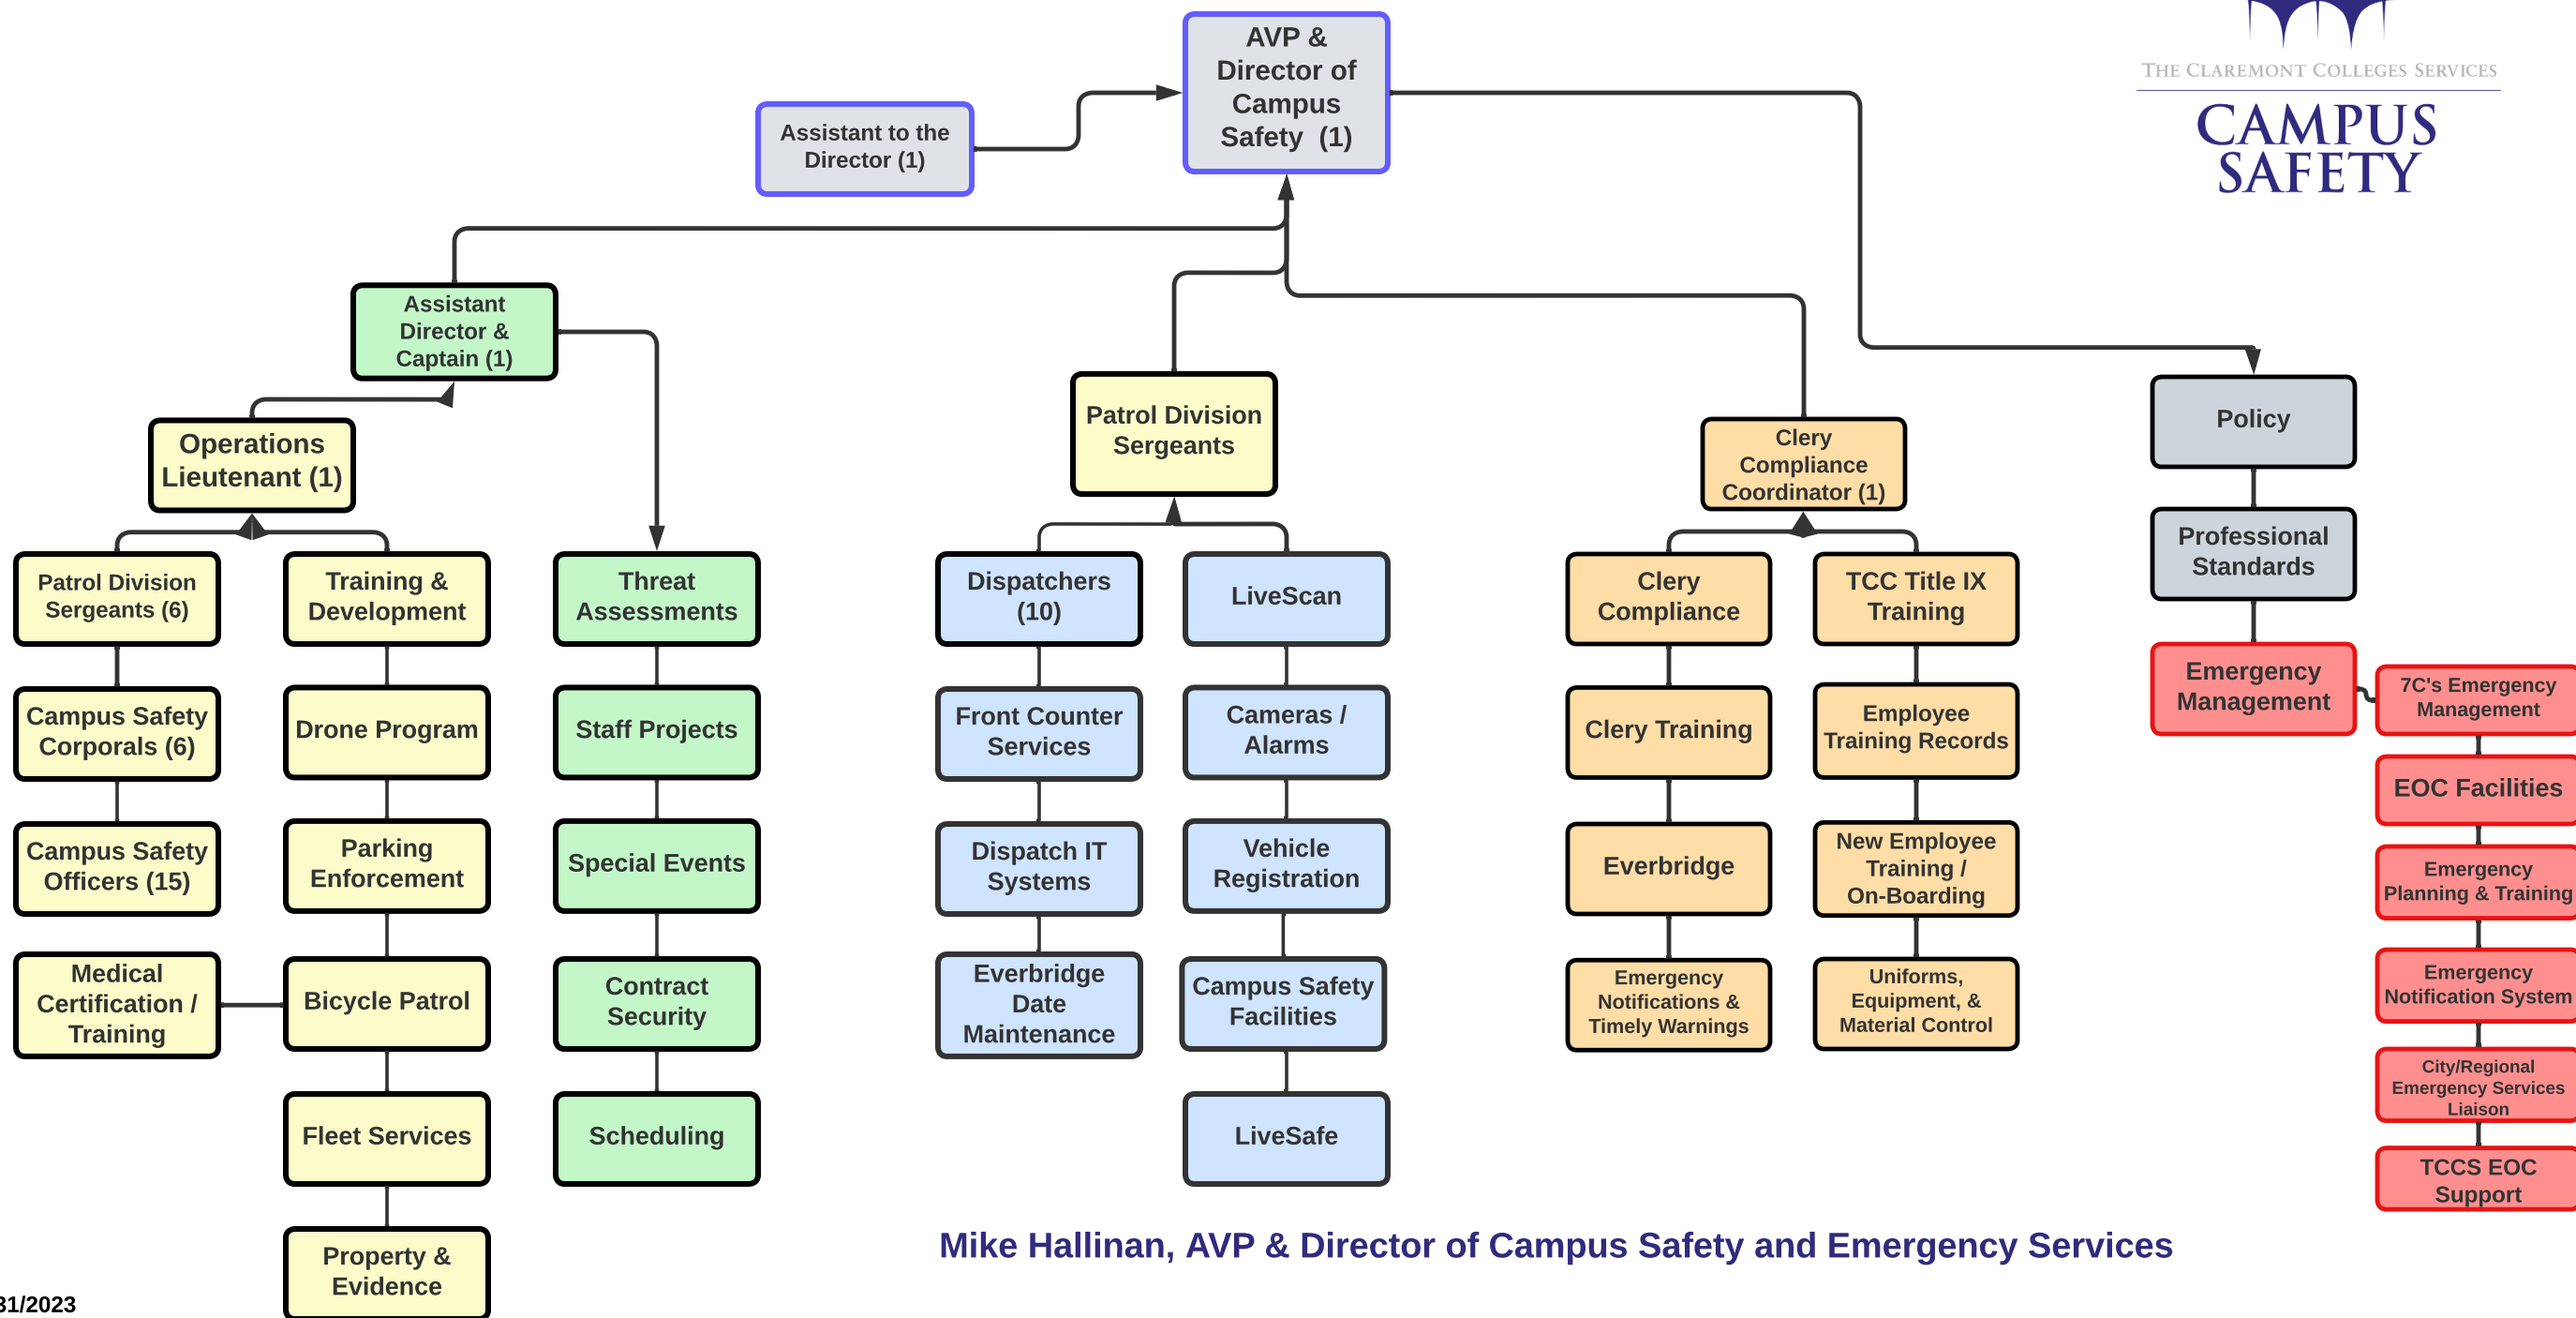 AVP &
Director of
Campus
Safety (1)
THE CLAREMONT COLLEGES SERVICES
CAMPUS
SAFETY
Assistant to the
Director (1)
Assistant
Director &
Captain (1)
Operations
Lieutenant (1)
Patrol Division
Sergeants
Clery
Compliance
Coordinator (1)
Policy
Professional
Standards
Patrol Division
Sergeants (6)
Training &
Development
Threat
Assessments
Dispatchers
(10)
LiveScan
Clery
Compliance
TCC Title IX
Training
Emergency
Management
7C's Emergency
Management
Campus Safety
Corporals (6)
Drone Program
Staff Projects
Front Counter
Services
Cameras /
Alarms
Clery Training
Employee
Training Records
EOC Facilities
Campus Safety
Officers (15)
Parking
Enforcement
Special Events
Dispatch IT
Systems
Vehicle
Registration
Everbridge
New Employee
Training /
On-Boarding
Emergency
Planning & Training
Medical
Certification /
Training
Bicycle Patrol
Contract
Security
Everbridge
Date
Maintenance
Campus Safety
Facilities
Emergency
Notifications &
Timely Warnings
Uniforms,
Equipment, &
Material Control
Emergency
Notification System
City/Regional
Emergency Services
Liaison
Fleet Services
Scheduling
LiveSafe
TCCS EOC
Support
Property &
Evidence
Mike Hallinan, AVP & Director of Campus Safety and Emergency Services
31/2023